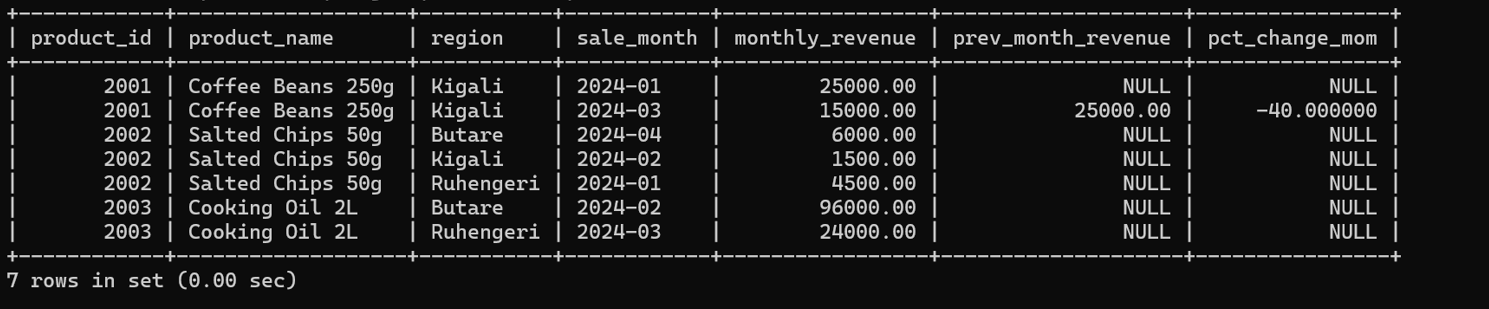 +------------+--------------------+-----------+------------+-----------------+--------------------+----------------+
| product_id | product_name       | region    | sale_month | monthly_revenue | prev_month_revenue | pct_change_mom |
+------------+--------------------+-----------+------------+-----------------+--------------------+----------------+
|       2001 | Coffee Beans 250g | Kigali    | 2024-01    |        25000.00 |               NULL |           NULL |
|       2001 | Coffee Beans 250g | Kigali    | 2024-03    |        15000.00 |           25000.00 |     -40.000000 |
|       2002 | Salted Chips 50g  | Butare    | 2024-04    |         6000.00 |               NULL |           NULL |
|       2002 | Salted Chips 50g  | Kigali    | 2024-02    |         1500.00 |               NULL |           NULL |
|       2002 | Salted Chips 50g  | Ruhengeri | 2024-01    |         4500.00 |               NULL |           NULL |
|       2003 | Cooking Oil 2L    | Butare    | 2024-02    |        96000.00 |               NULL |           NULL |
|       2003 | Cooking Oil 2L    | Ruhengeri | 2024-03    |        24000.00 |               NULL |           NULL |
+------------+--------------------+-----------+------------+-----------------+--------------------+----------------+
7 rows in set (0.00 sec)